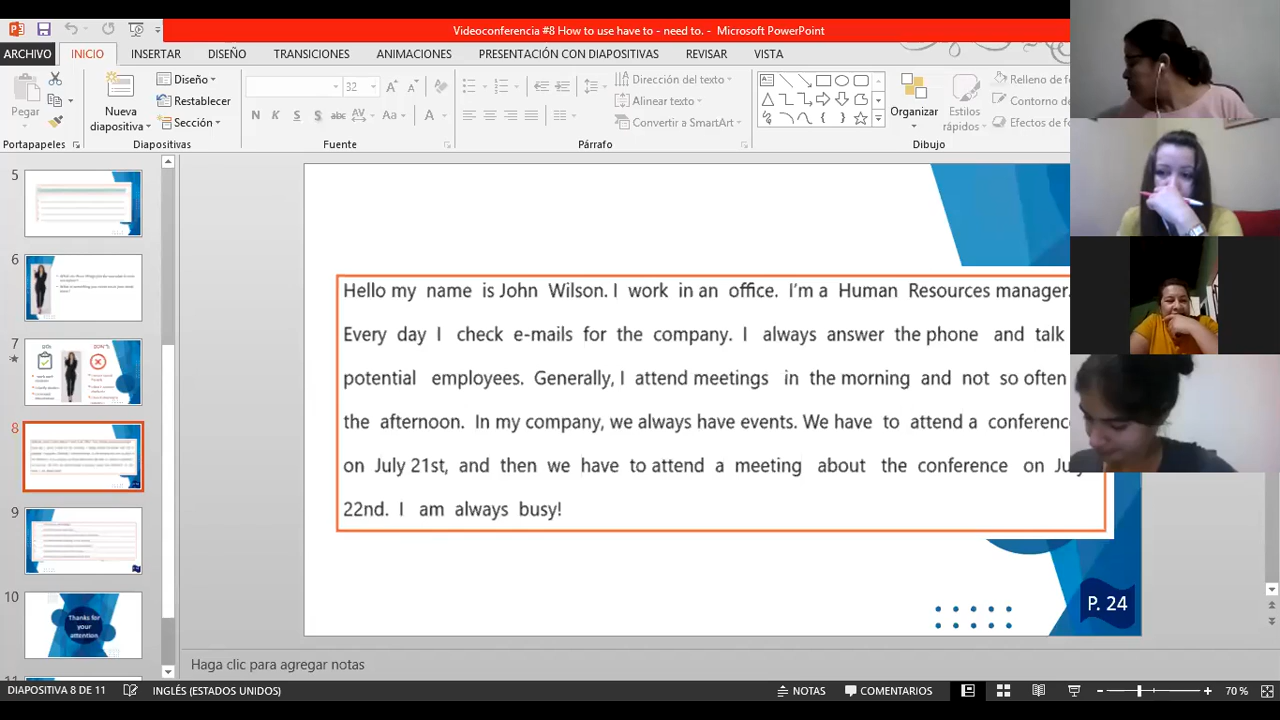 Videoconferencia #8 How to use have to - need to. - Microsoft PowerPoint
ARCHIVO INICIO INSERTAR DISEÑO TRANSICIONES ANIMACIONES PRESENTACIÓN CON DIAPOSITIVAS REVISAR VISTA
Pegar
Nueva
diapositiva
Diseño
Restablecer
Sección
32
N K S S abc AV Aa A
Dirección del texto
Alinear texto
Convertir a SmartArt
Organizar
Estilos
rápidos
Relleno de
Contorno de
Efectos de
Portapapeles Diapositivas Fuente Párrafo Dibujo
5
6
7
8
9
10
Thanks for
your
attention
11
Hello my name is John Wilson. I work in an office. I'm a Human Resources manager.
Every day I check e-mails for the company. I always answer the phone and talk
potential employees. Generally, I attend meetings in the morning and not so often
the afternoon. In my company, we always have events. We have to attend a
on July 21st, and then we have to attend a meeting about the conference on July
22nd. I am always busy!
P. 24
Haga clic para agregar notas
DIAPOSITIVA 8 DE 11 INGLÉS (ESTADOS UNIDOS) NOTAS COMENTARIOS 70 %